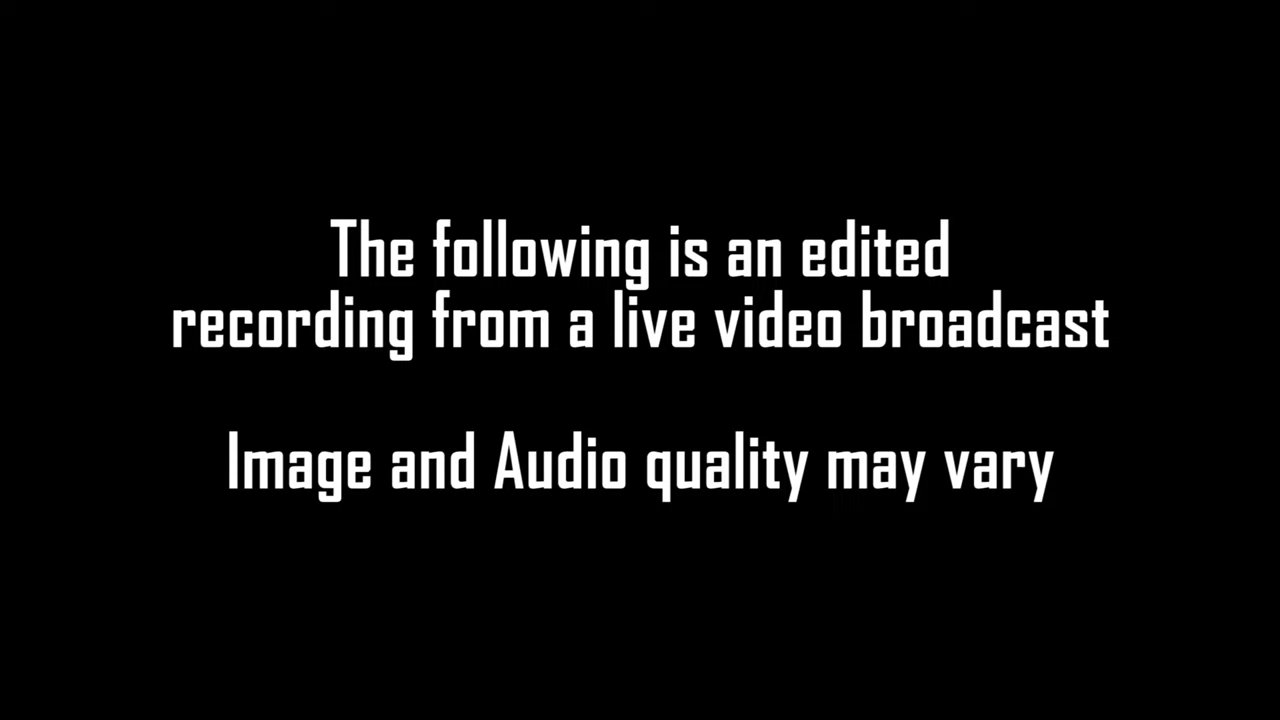 The following is an edited
recording from a live video broadcast
Image and Audio quality may vary